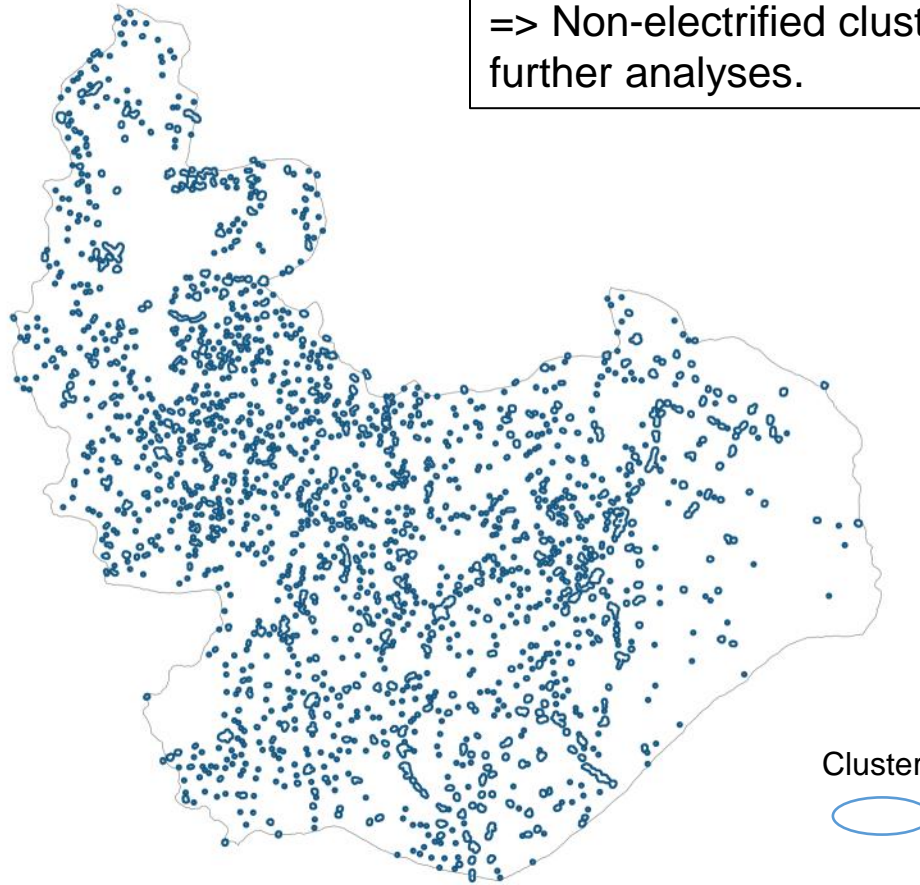 => Non-electrified clust
further analyses.
Cluster